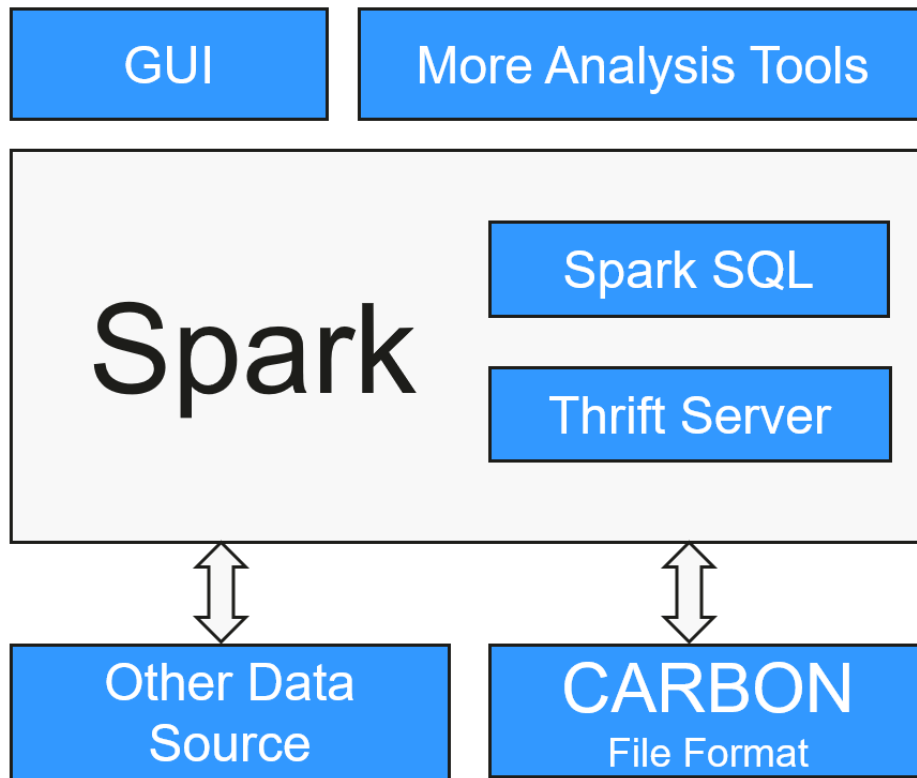 GUI
More Analysis Tools
Spark
Spark SQL
Thrift Server
Other Data
Source
CARBON
File Format